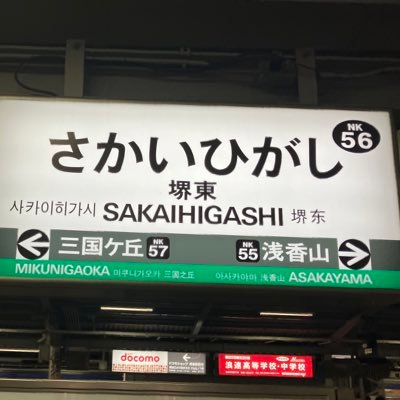 NK
56
さかいひがし
堺東
사카이히가시 SAKAIHIGASHI 堺东
三国ケ丘 NK 57 NK 55 浅香山
MIKUNIGAOKA 미쿠니가오카 三国之丘 아사카야마 浅香山 ASAKAYAMA
döcomo
浪速高等学校・中学校